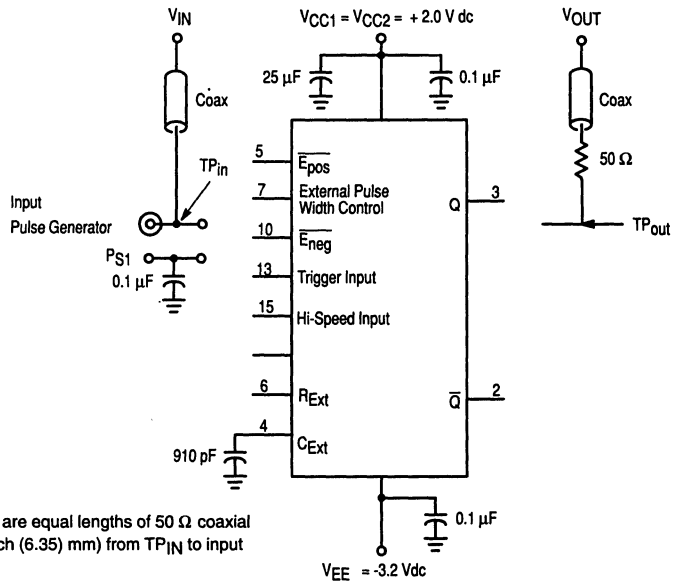 VIN
VCC1 = VCC2 = + 2.0 V dc
VOUT
25 µF
0.1 µF
Coax
Coax
50 Ω
TPin
Input
Pulse Generator
PS1
0.1 µF
TPout
5
Epos
7
External Pulse
Width Control
10
Eneg
13
Trigger Input
15
Hi-Speed Input
6
RExt
4
CExt
910 pF
Q
3
Q̅
2
0.1 µF
VEE = -3.2 Vdc
are equal lengths of 50 Ω coaxial
ch (6.35) mm) from TPIN to input